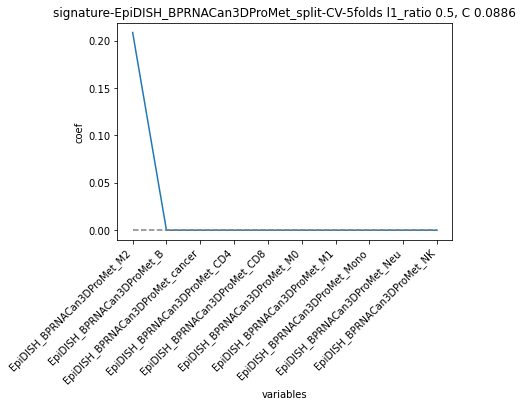 signature-EpiDISH_BPRNACan3DProMet_split-CV-5folds l1_ratio 0.5, C 0.0886
0.20
0.15
0.10
0.05
0.00
coef
EpiDISH_BPRNACan3DProMet_M2
EpiDISH_BPRNACan3DProMet_B
EpiDISH_BPRNACan3DProMet_cancer
EpiDISH_BPRNACan3DProMet_CD4
EpiDISH_BPRNACan3DProMet_CD8
EpiDISH_BPRNACan3DProMet_M0
EpiDISH_BPRNACan3DProMet_M1
EpiDISH_BPRNACan3DProMet_Mono
EpiDISH_BPRNACan3DProMet_Neu
EpiDISH_BPRNACan3DProMet_NK
variables